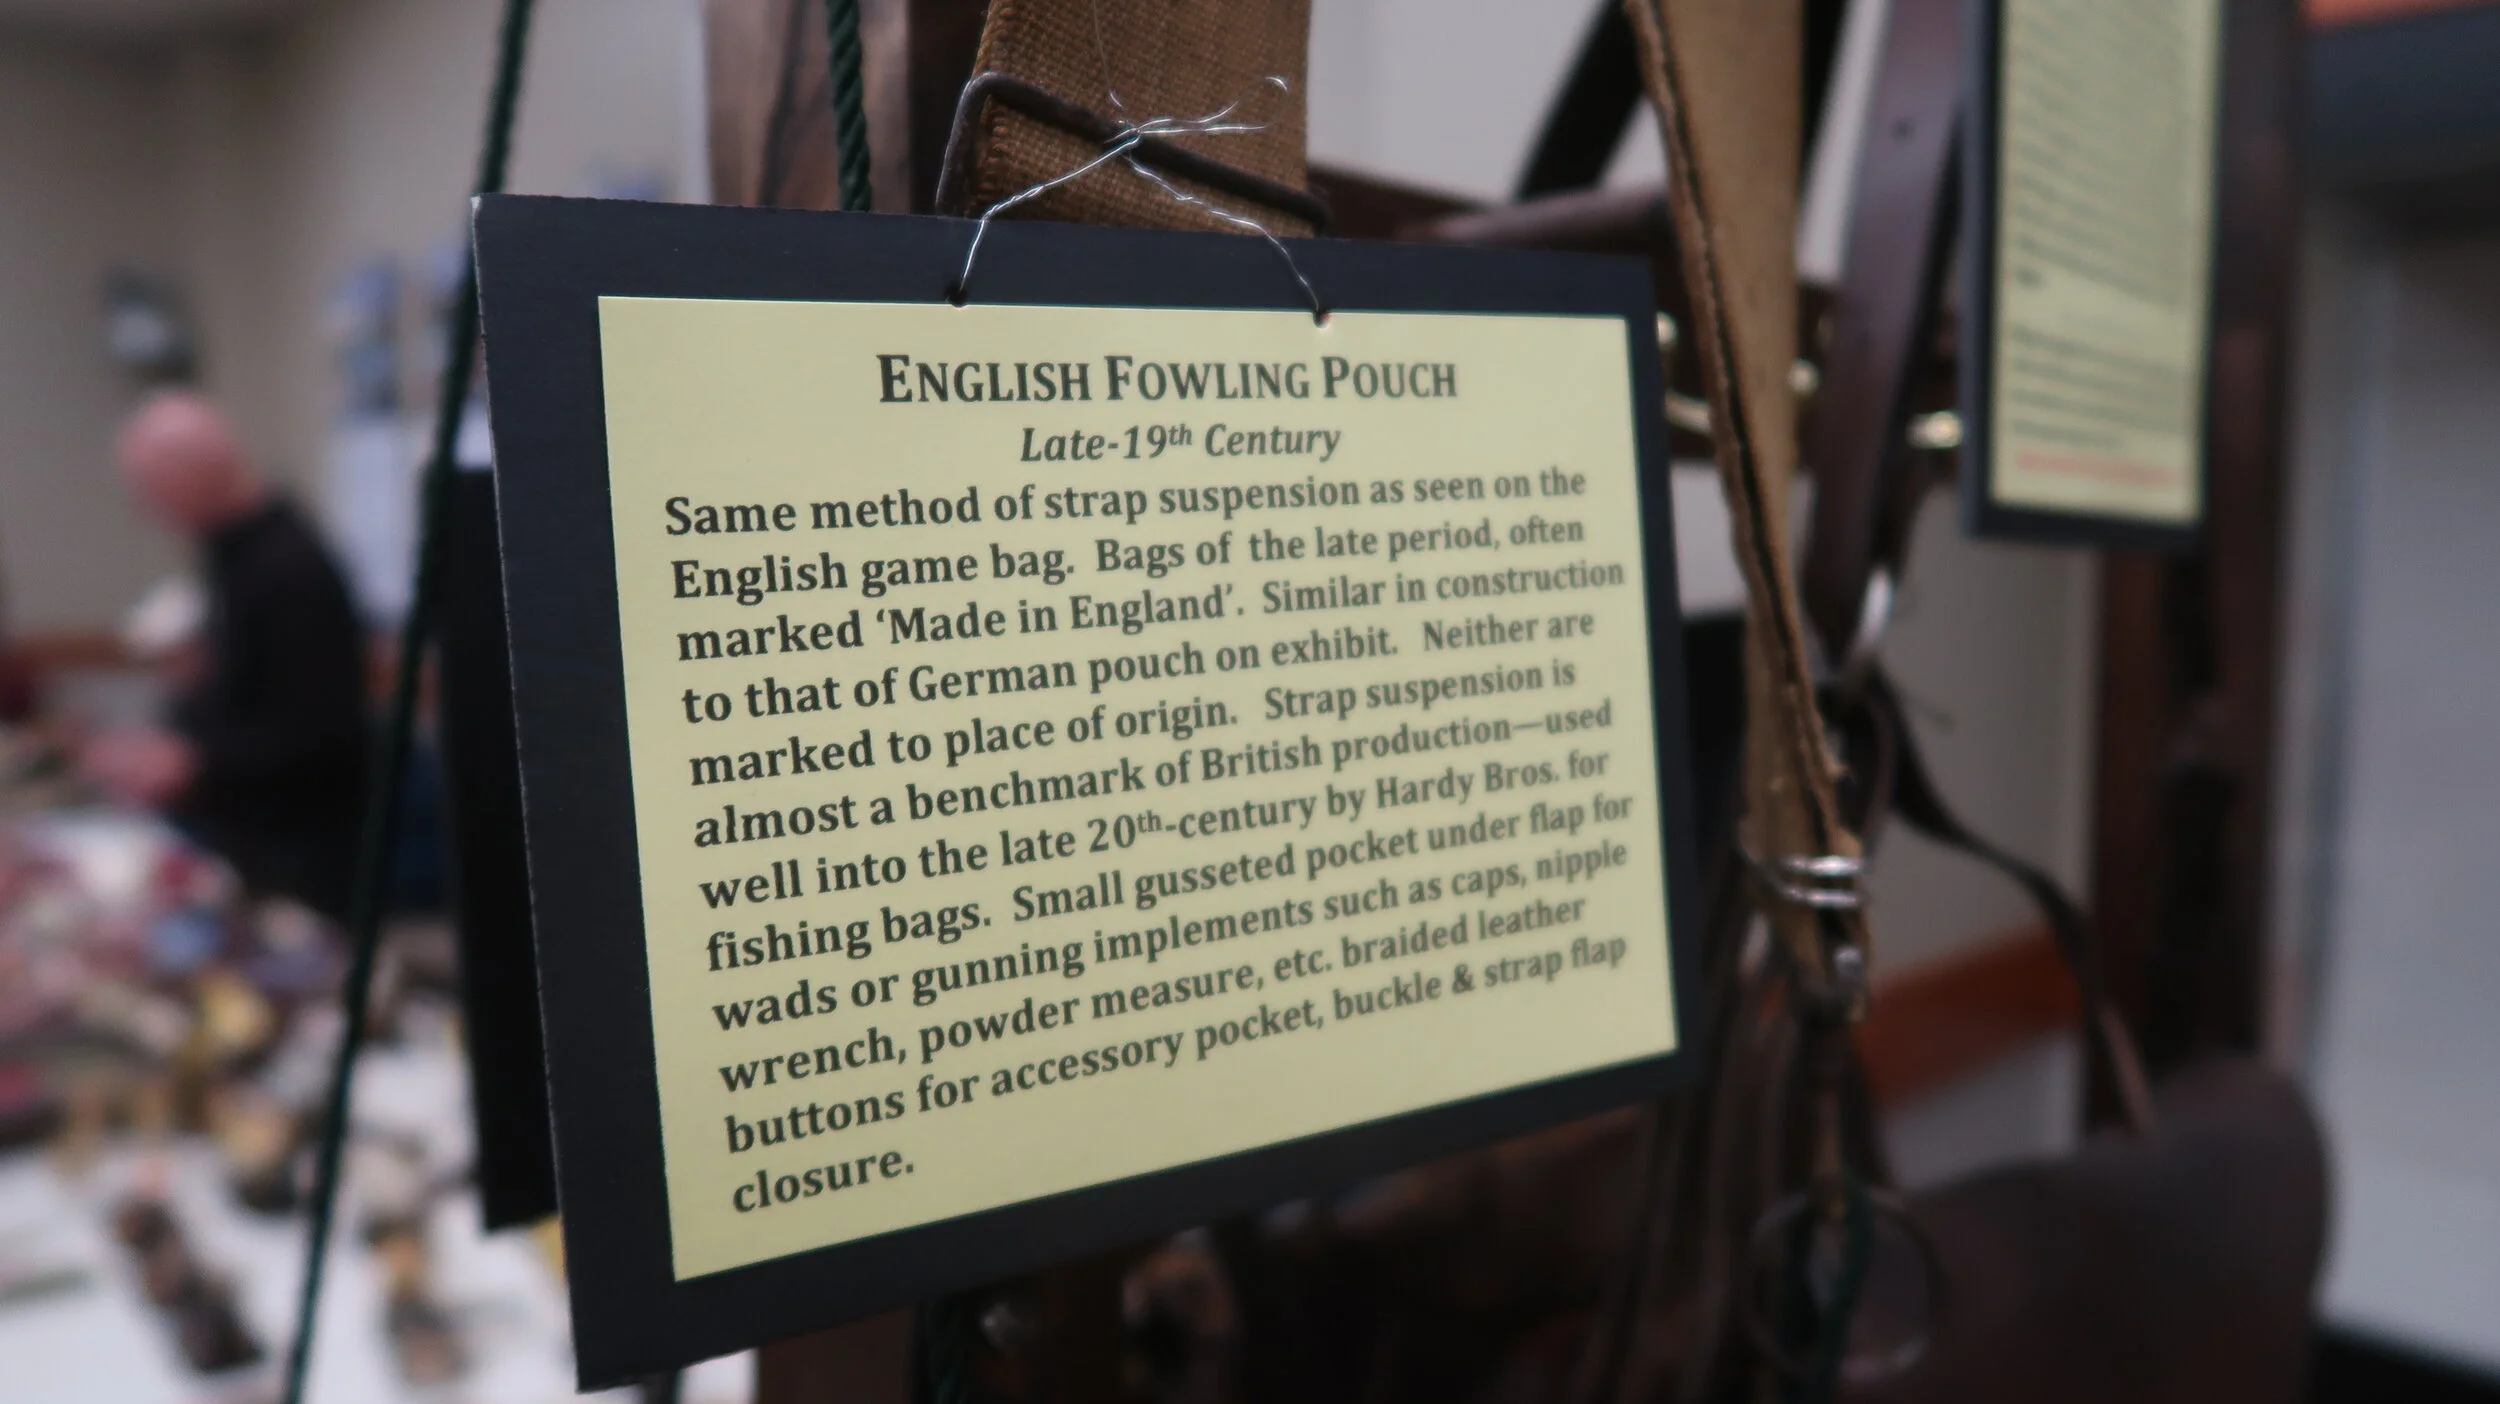 ENGLISH FOWLING POUCH
Late-19th Century
Same method of strap suspension as seen on the
English game bag. Bags of the late period, often
marked ‘Made in England’. Similar in construction
to that of German pouch on exhibit. Neither are
marked to place of origin. Strap suspension is
almost a benchmark of British production—used
well into the late 20th-century by Hardy Bros. for
fishing bags. Small gusseted pocket under flap for
wads or gunning implements such as caps, nipple
wrench, powder measure, etc. braided leather
buttons for accessory pocket, buckle & strap flap
closure.